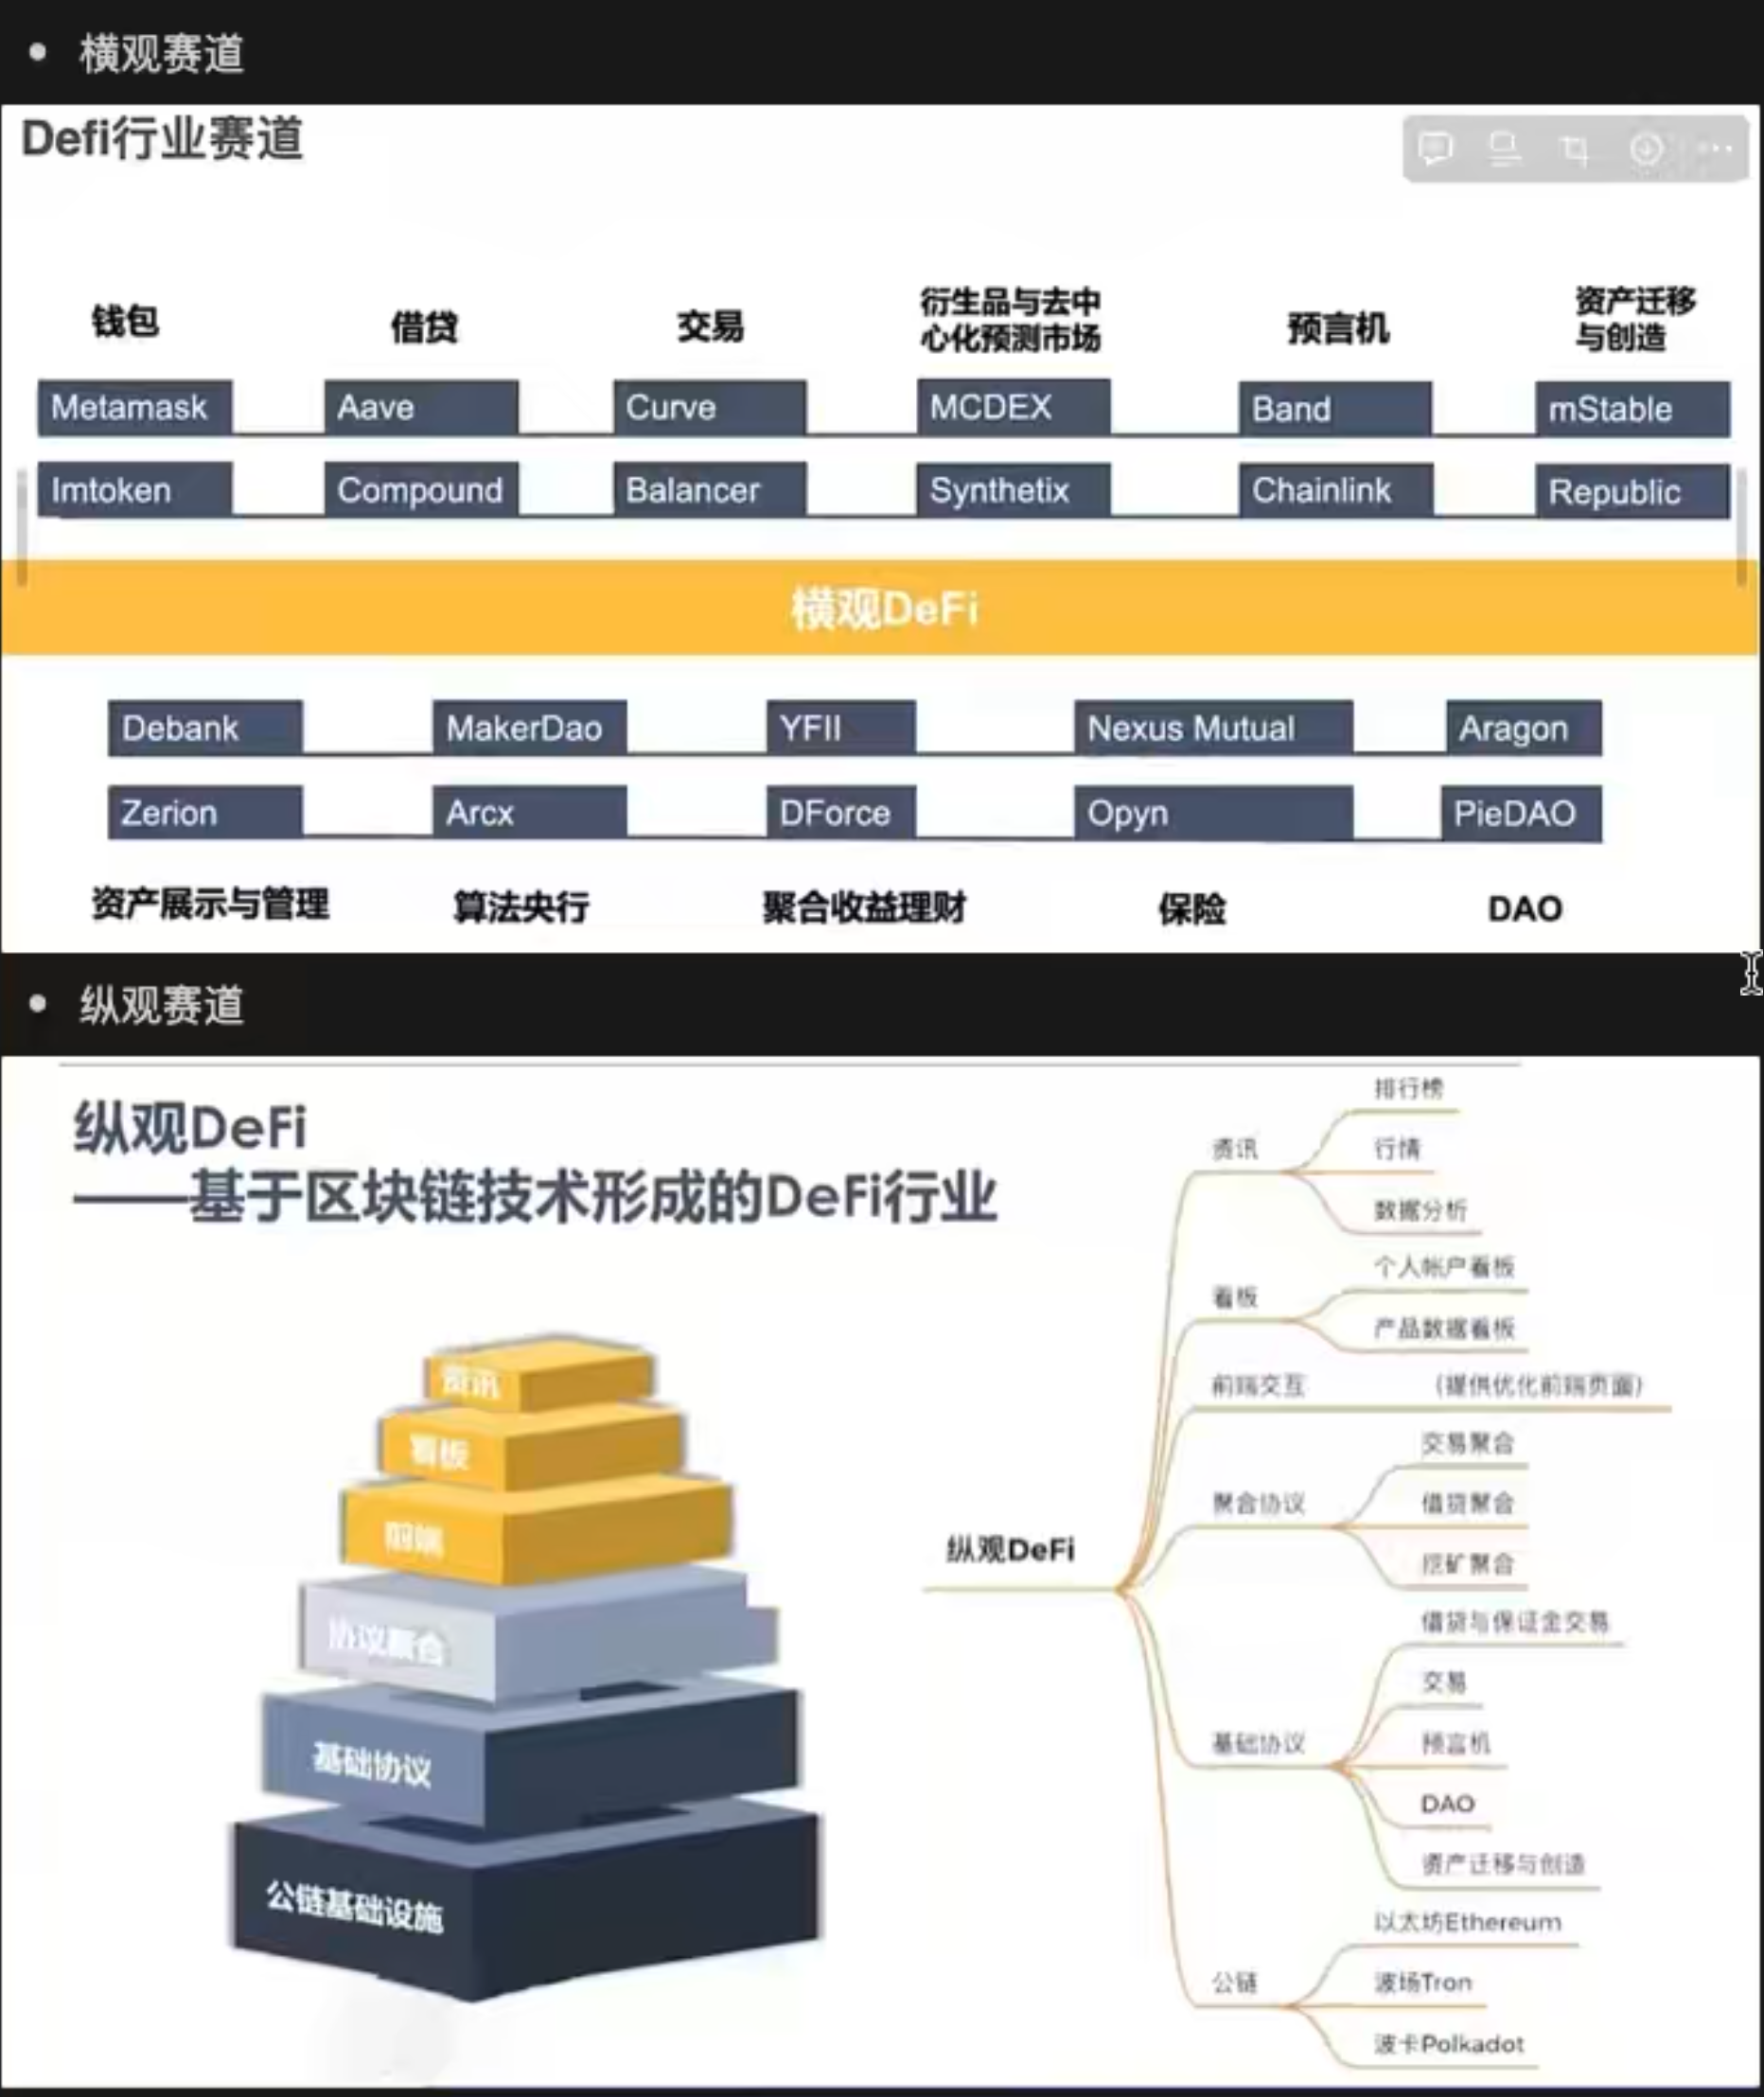 横观赛道
Defi行业赛道
钱包
借贷
交易
衍生品与去中
心化预测市场
预言机
资产迁移
与创造
Metamask
Aave
Curve
MCDEX
Band
mStable
Imtoken
Compound
Balancer
Synthetix
Chainlink
Republic
横观DeFi
Debank
MakerDao
YFII
Nexus Mutual
Aragon
Zerion
Arcx
DForce
Opyn
PieDAO
资产展示与管理
算法央行
聚合收益理财
保险
DAO
纵观赛道
纵观DeFi
——基于区块链技术形成的DeFi行业
资讯
看板
前端
协议聚合
基础协议
公链基础设施
纵观DeFi
资讯
排行榜
行情
数据分析
看板
个人帐户看板
产品数据看板
前端交互
（提供优化前端页面）
聚合协议
交易聚合
借贷聚合
挖矿聚合
基础协议
借贷与保证金交易
交易
预言机
DAO
资产迁移与创造
公链
以太坊Ethereum
波场Tron
波卡Polkadot